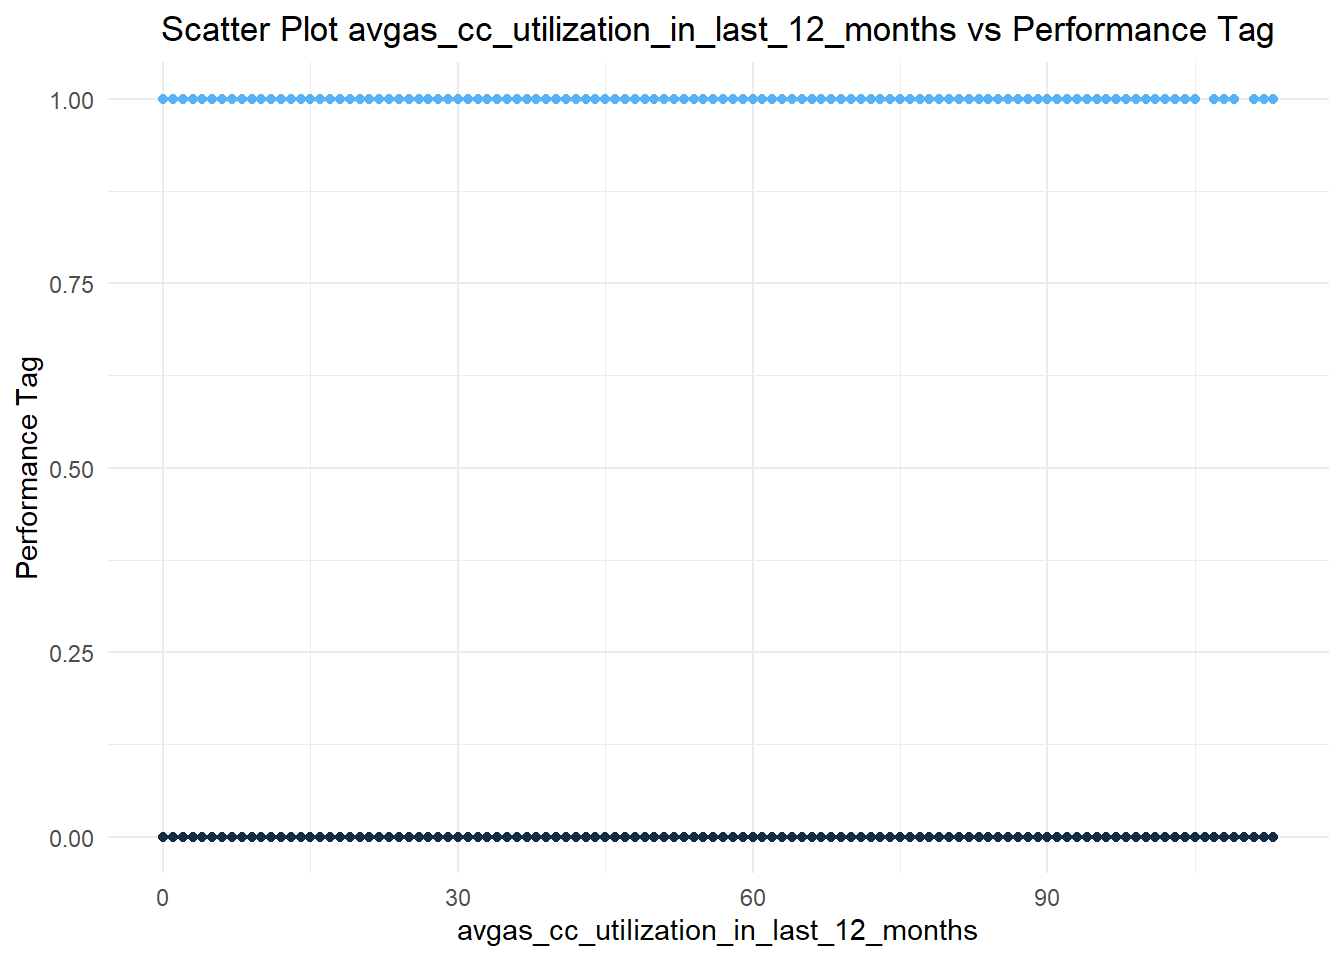 Scatter Plot avgas_cc_utilization_in_last_12_months vs Performance Tag
1.00
0.75
0.50
0.25
0.00
Performance Tag
0 30 60 90
avgas_cc_utilization_in_last_12_months